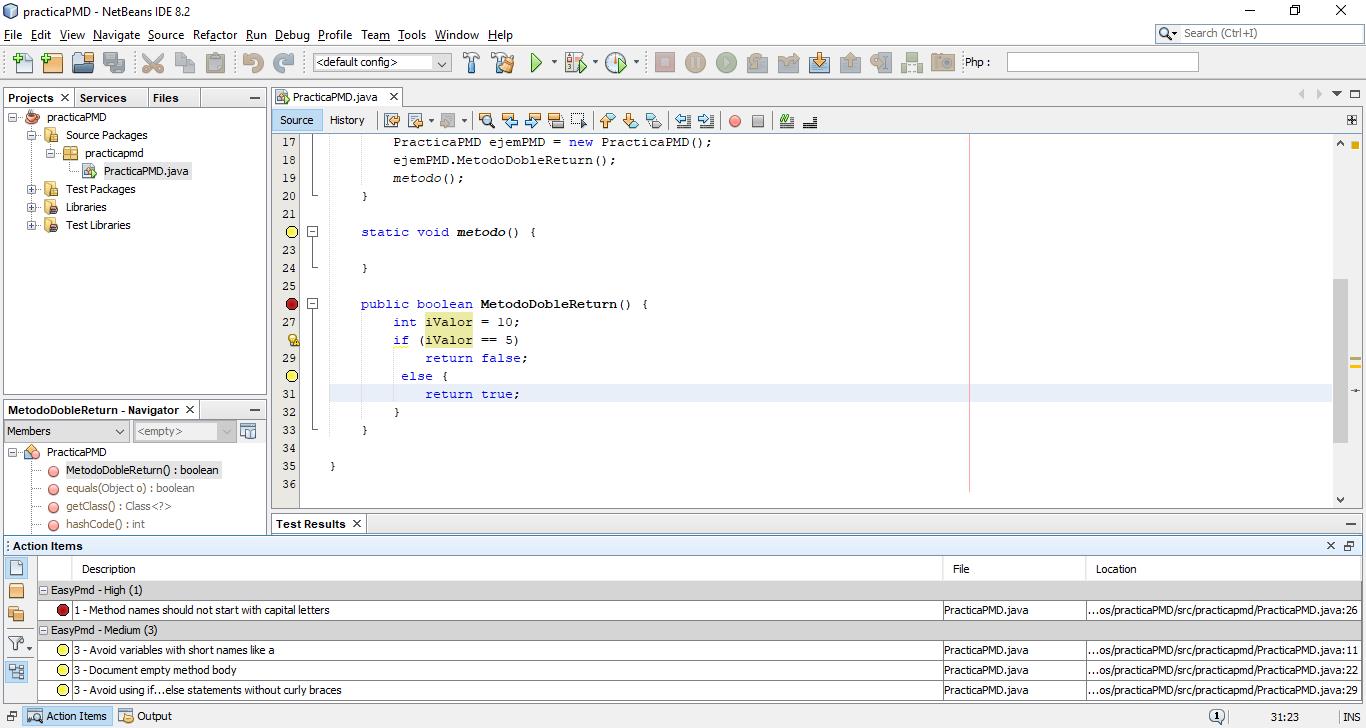 practicaPMD - NetBeans IDE 8.2
File Edit View Navigate Source Refactor Run Debug Profile Team Tools Window Help
Search (Ctrl+I)
<default config>
Php :
Projects Services Files
practicaPMD
Source Packages
practicapmd
PracticaPMD.java
Test Packages
Libraries
Test Libraries
PracticaPMD.java
Source History
17 PracticaPMD ejemPMD = new PracticaPMD();
18 ejemPMD.MetodoDobleReturn();
19 metodo();
20 }
21
static void metodo() {
23
24 }
25
public boolean MetodoDobleReturn() {
27 int iValor = 10;
if (iValor == 5)
29 return false;
else {
31 return true;
32 }
33 }
34
35 }
36
MetodoDobleReturn - Navigator
Members <empty>
PracticaPMD
MetodoDobleReturn() : boolean
equals(Object o) : boolean
getClass() : Class<?>
hashCode() : int
Test Results
Action Items
Description File Location
EasyPmd - High (1)
1 - Method names should not start with capital letters PracticaPMD.java ...os/practicaPMD/src/practicapmd/PracticaPMD.java:26
EasyPmd - Medium (3)
3 - Avoid variables with short names like a PracticaPMD.java ...os/practicaPMD/src/practicapmd/PracticaPMD.java:11
3 - Document empty method body PracticaPMD.java ...os/practicaPMD/src/practicapmd/PracticaPMD.java:22
3 - Avoid using if...else statements without curly braces PracticaPMD.java ...os/practicaPMD/src/practicapmd/PracticaPMD.java:29
Action Items Output
1 31:23 INS